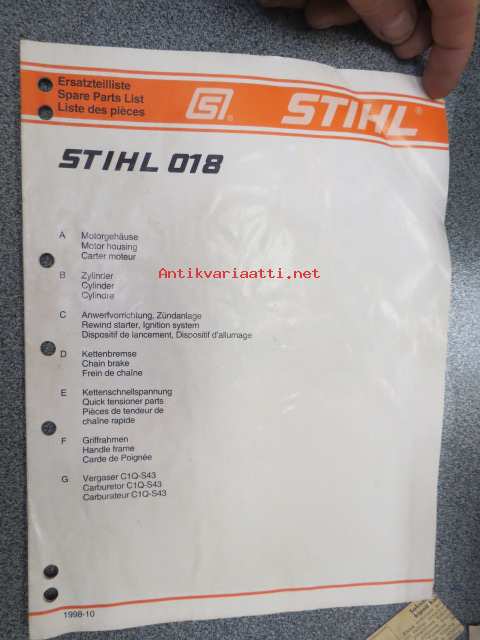 Ersatzteilliste
Spare Parts List
Liste des pièces
STIHL®
STIHL 018
A Motorgehäuse
Motor housing
Carter moteur
B Zylinder
Cylinder
Cylindre
Antikvariaatti.net
C Anwerfvorrichtung, Zündanlage
Rewind starter, Ignition system
Dispositif de lancement, Dispositif d'allumage
D Kettenbremse
Chain brake
Frein de chaîne
E Kettenschnellspannung
Quick tensioner parts
Pièces de tendeur de
chaîne rapide
F Griffrahmen
Handle frame
Carde de Poignée
G Vergaser C1Q-S43
Carburetor C1Q-S43
Carburateur C1Q-S43
1998-10